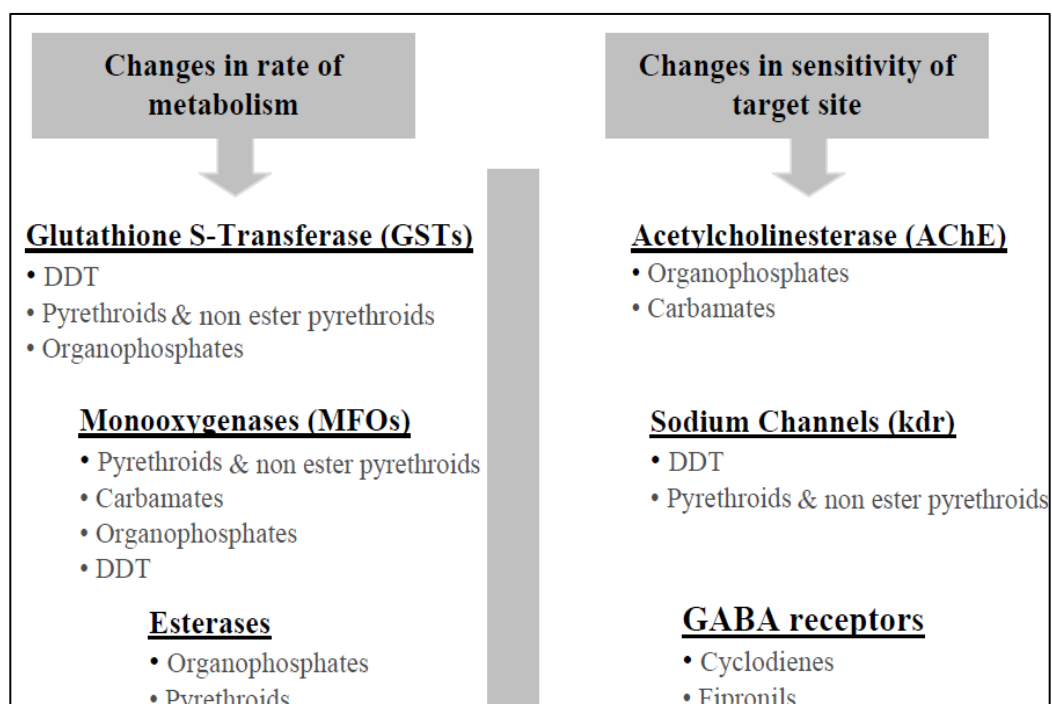 Changes in rate of
metabolism
Glutathione S-Transferase (GSTs)
• DDT
• Pyrethroids & non ester pyrethroids
• Organophosphates
Monooxygenases (MFOs)
• Pyrethroids & non ester pyrethroids
• Carbamates
• Organophosphates
• DDT
Esterases
• Organophosphates
• Pyrethroids
Changes in sensitivity of
target site
Acetylcholinesterase (AChE)
• Organophosphates
• Carbamates
Sodium Channels (kdr)
• DDT
• Pyrethroids & non ester pyrethroids
GABA receptors
• Cyclodienes
• Fipronils